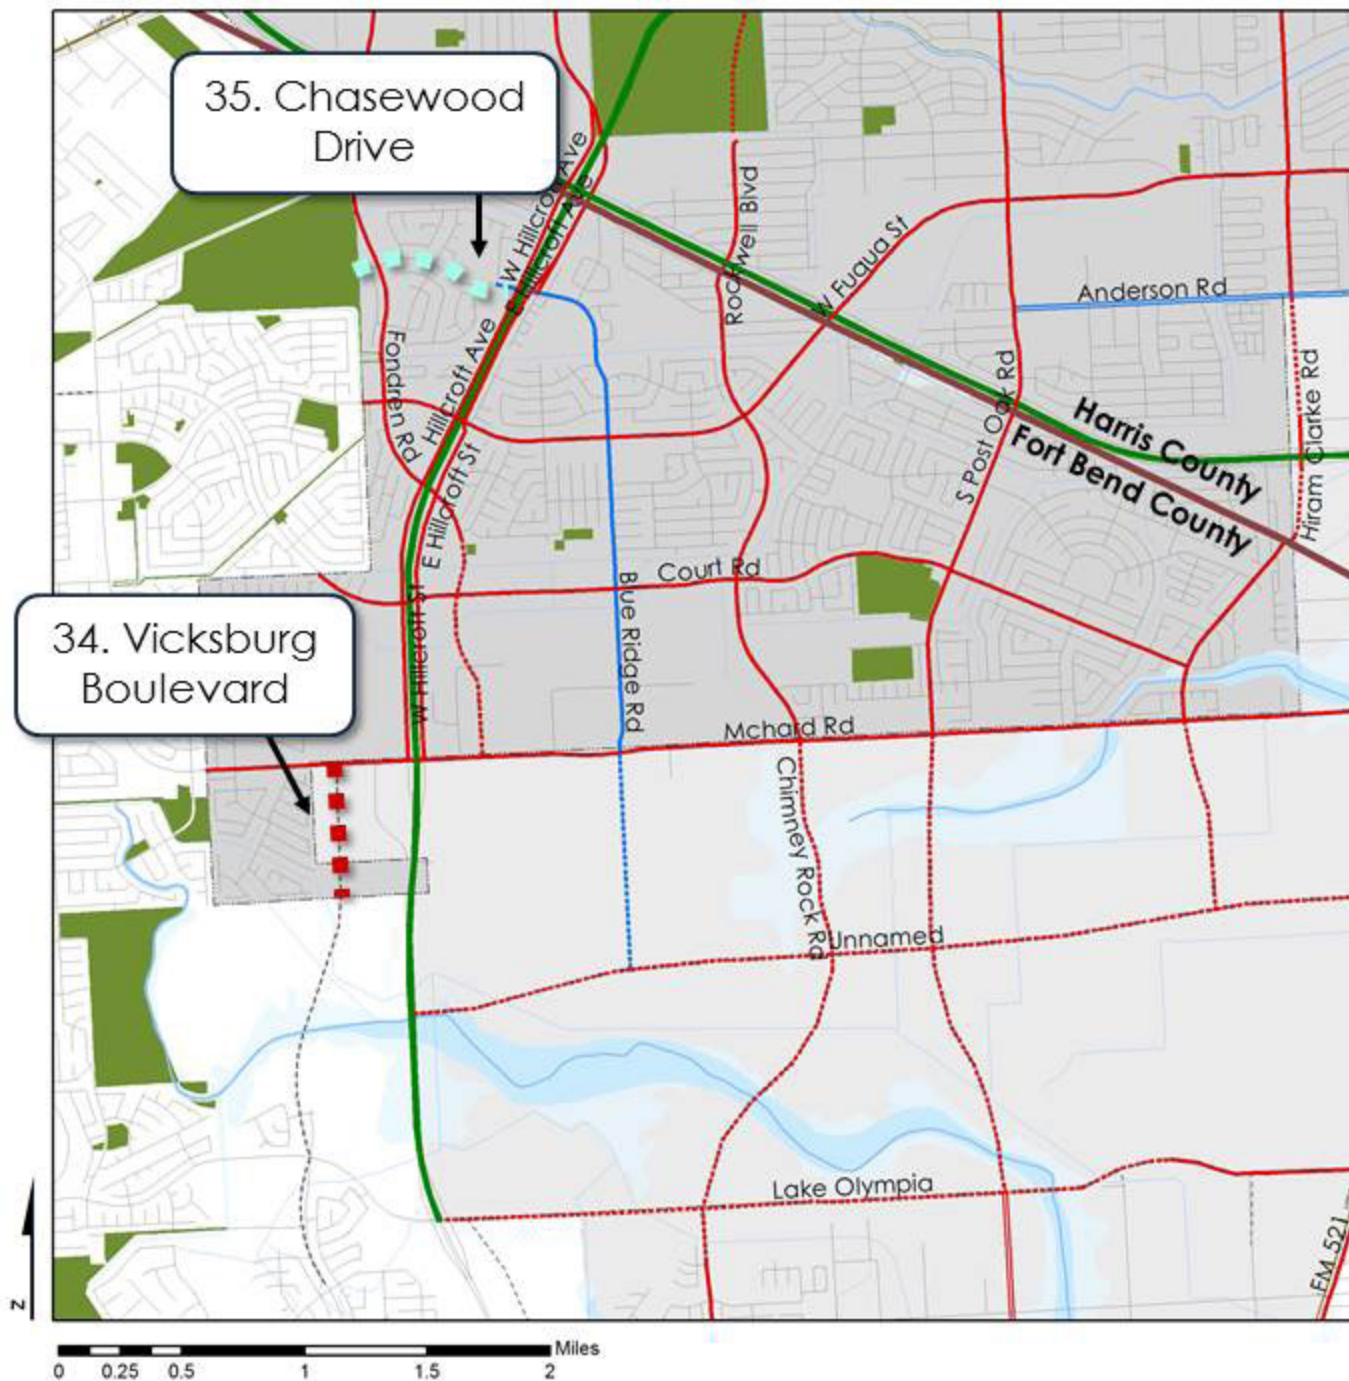 35. Chasewood
Drive
W Hillcroft Ave
E Hillcroft Ave
Rockwell Blvd
W Fuqua St
Anderson Rd
Fondren Rd
Hillcroft Ave
E Hillcroft St
S Post Oak Rd
Harris County
Fort Bend County
Hiram Clarke Rd
Court Rd
Blue Ridge Rd
W Hillcroft St
34. Vicksburg
Boulevard
Mchard Rd
Chimney Rock Rd
Unnamed
Lake Olympia
FM 521
Z
Miles
0 0.25 0.5 1 1.5 2